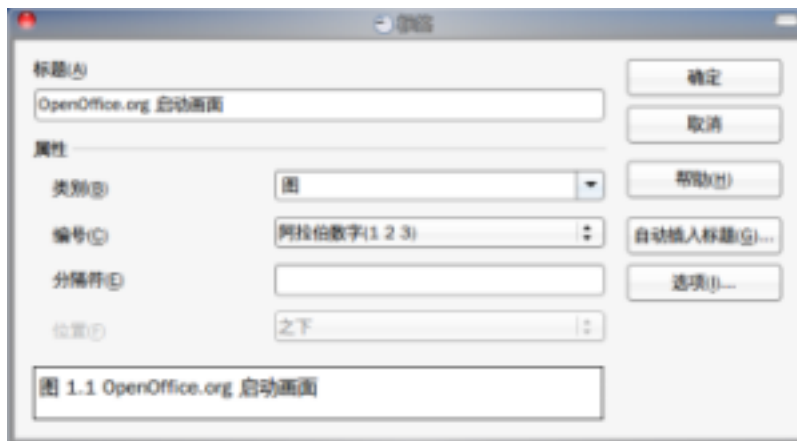 标题(A)
OpenOffice.org 启动画面
属性
类别(B)
图
编号(C)
阿拉伯数字(1 2 3)
分隔符(E)
位置(F)
之下
图 1.1 OpenOffice.org 启动画面
确定
取消
帮助(H)
自动插入标题(G)...
选项(I)...